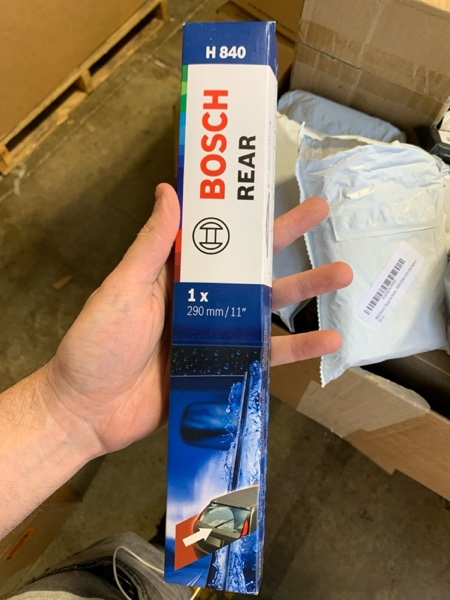 H 840
BOSCH
REAR
1 x
290 mm/11"